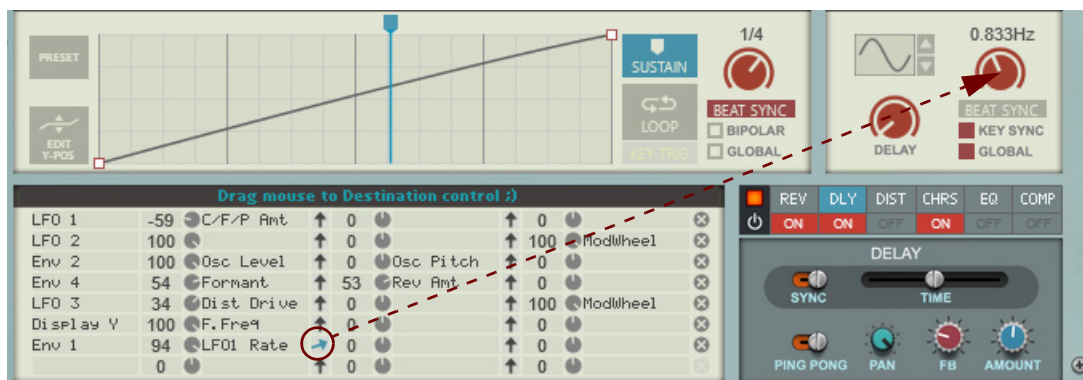 1/4
0.833Hz
PRESET
SUSTAIN
EDIT
Y-POS
LOOP
KEY TRIG
BEAT SYNC
BIPOLAR
GLOBAL
DELAY
BEAT SYNC
KEY SYNC
GLOBAL
Drag mouse to Destination control ;)
LFO 1 -59 C/F/P Amt 0 0
LFO 2 100 0 100 ModWheel
Env 2 100 Osc Level 0 Osc Pitch 0
Env 4 54 Formant 53 Rev Amt 0
LFO 3 34 Dist Drive 0 100 ModWheel
Display Y 100 F.Freq 0 0
Env 1 94 LFO1 Rate 0 0
0 0 0
REV DLY DIST CHRS EQ COMP
ON ON OFF ON OFF OFF
DELAY
SYNC TIME
PING PONG PAN FB AMOUNT